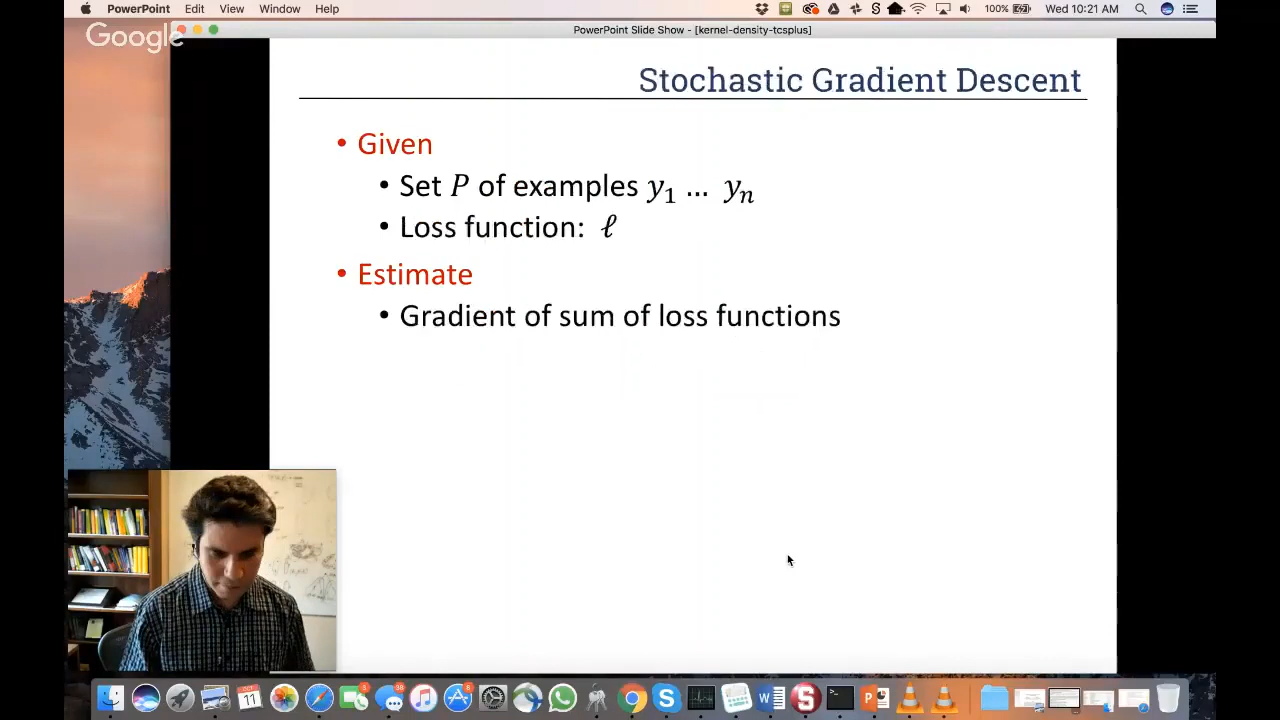 PowerPoint Edit View Window Help 100% Wed 10:21 AM
Google
PowerPoint Slide Show - [kernel-density-tcsplus]
Stochastic Gradient Descent
• Given
• Set P of examples y₁ … yₙ
• Loss function: ℓ
• Estimate
• Gradient of sum of loss functions